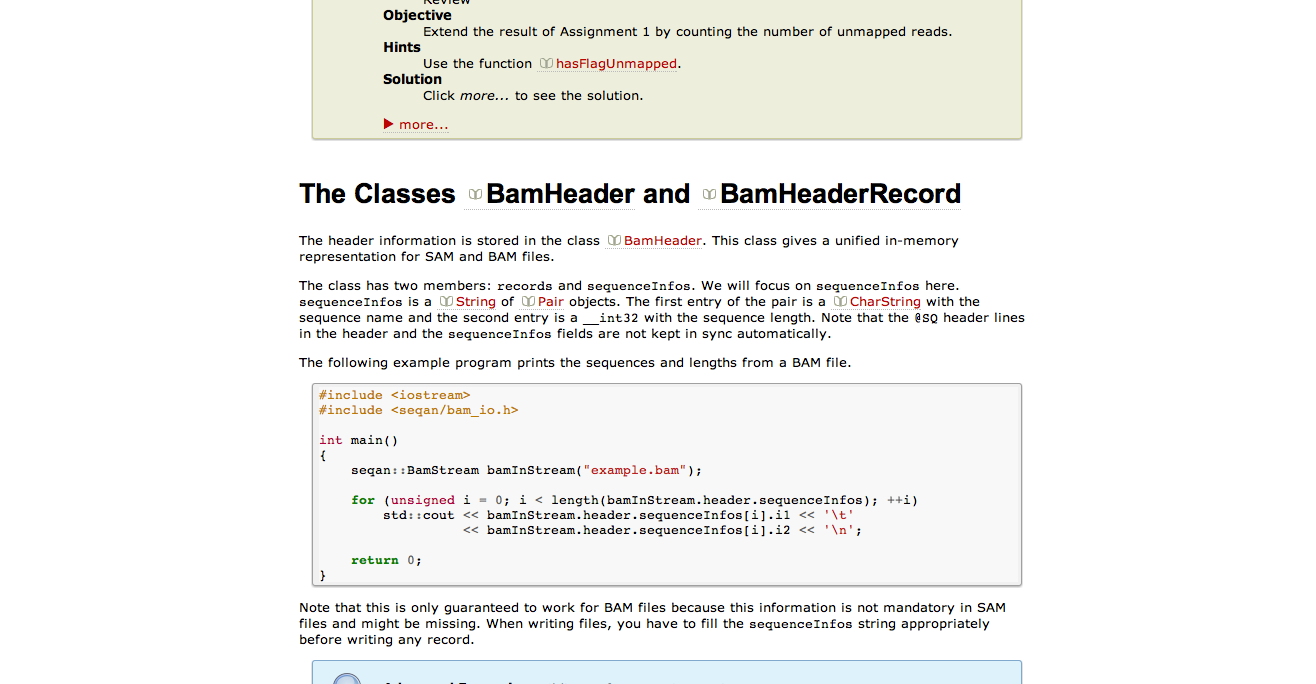 Review
Objective
Extend the result of Assignment 1 by counting the number of unmapped reads.
Hints
Use the function hasFlagUnmapped.
Solution
Click more... to see the solution.
more...
The Classes BamHeader and BamHeaderRecord
The header information is stored in the class BamHeader. This class gives a unified in-memory
representation for SAM and BAM files.
The class has two members: records and sequenceInfos. We will focus on sequenceInfos here.
sequenceInfos is a String of Pair objects. The first entry of the pair is a CharString with the
sequence name and the second entry is a __int32 with the sequence length. Note that the @SQ header lines
in the header and the sequenceInfos fields are not kept in sync automatically.
The following example program prints the sequences and lengths from a BAM file.
#include <iostream>
#include <seqan/bam_io.h>
int main()
{
    seqan::BamStream bamInStream("example.bam");
    for (unsigned i = 0; i < length(bamInStream.header.sequenceInfos); ++i)
        std::cout << bamInStream.header.sequenceInfos[i].i1 << '\t'
                  << bamInStream.header.sequenceInfos[i].i2 << '\n';
    return 0;
}
Note that this is only guaranteed to work for BAM files because this information is not mandatory in SAM
files and might be missing. When writing files, you have to fill the sequenceInfos string appropriately
before writing any record.